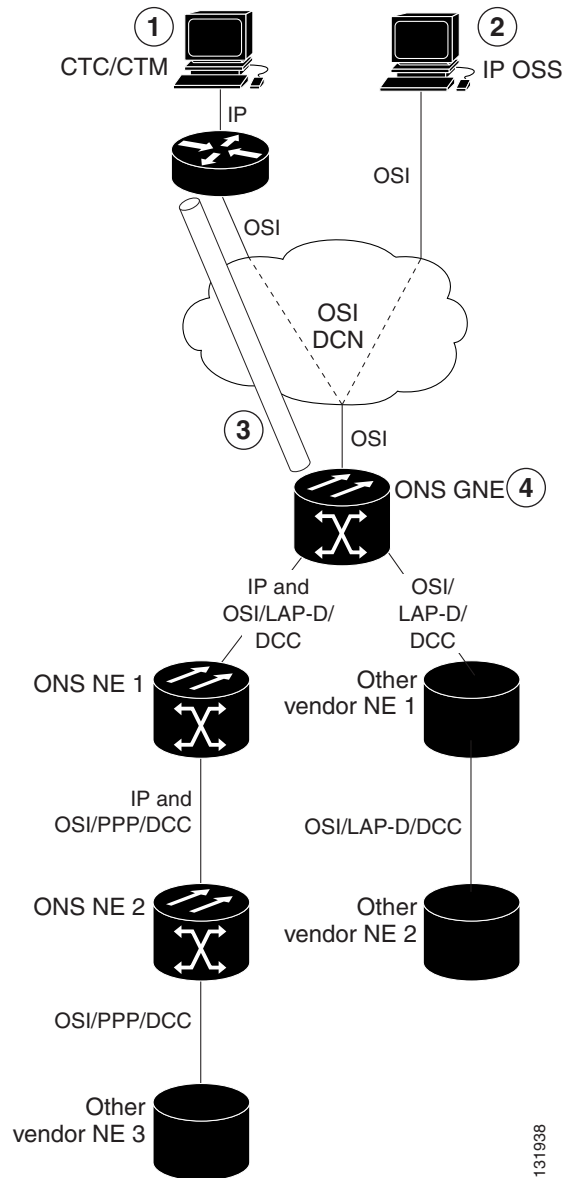 1
2
CTC/CTM
IP OSS
IP
OSI
OSI
OSI
DCN
3
OSI
ONS GNE
4
IP and
OSI/LAP-D/
DCC
OSI/
LAP-D/
DCC
ONS NE 1
Other
vendor NE 1
IP and
OSI/PPP/DCC
OSI/LAP-D/DCC
ONS NE 2
Other
vendor NE 2
OSI/PPP/DCC
Other
vendor NE 3
131938